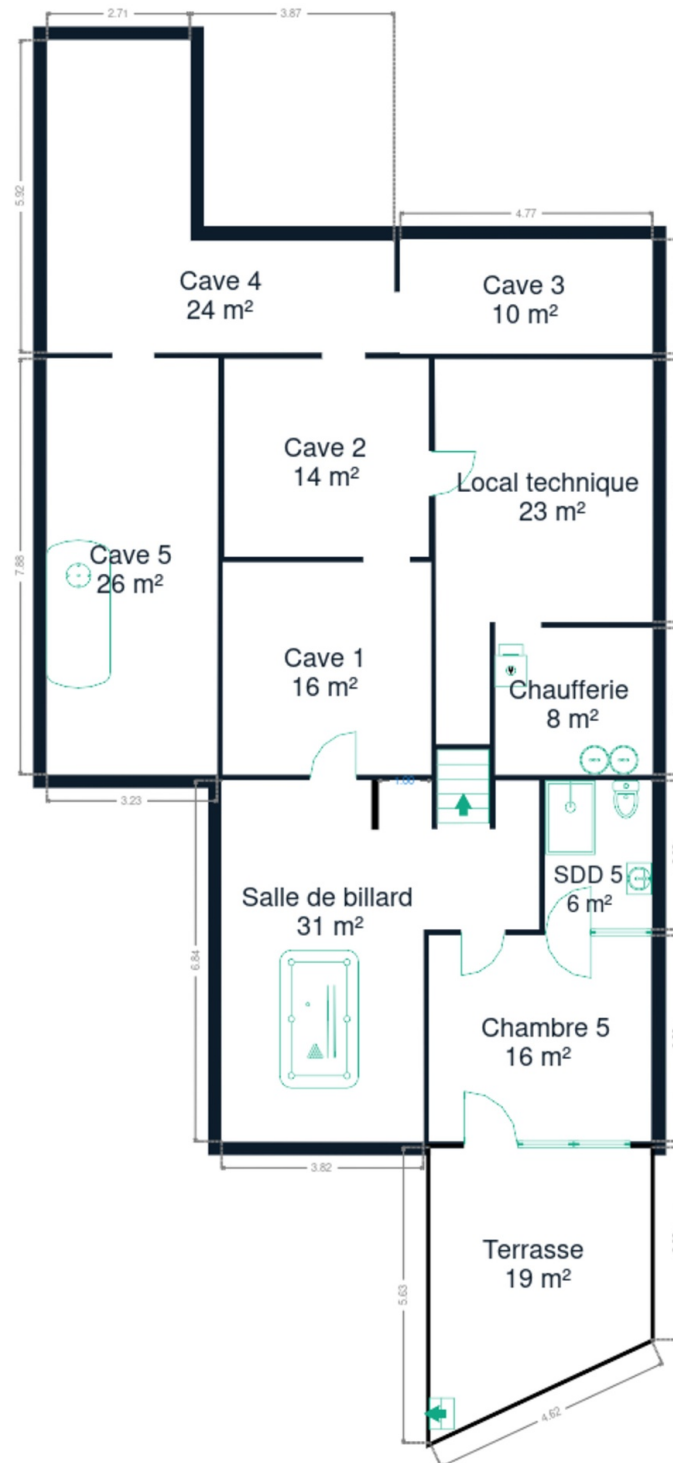 2.71
3.87
5.92
4.77
Cave 4
24 m²
Cave 3
10 m²
Cave 2
14 m²
Local technique
23 m²
7.88
Cave 5
26 m²
Cave 1
16 m²
Chaufferie
8 m²
3.23
1.00
SDD 5
6 m²
Salle de billard
31 m²
6.84
Chambre 5
16 m²
3.82
Terrasse
19 m²
5.63
4.62